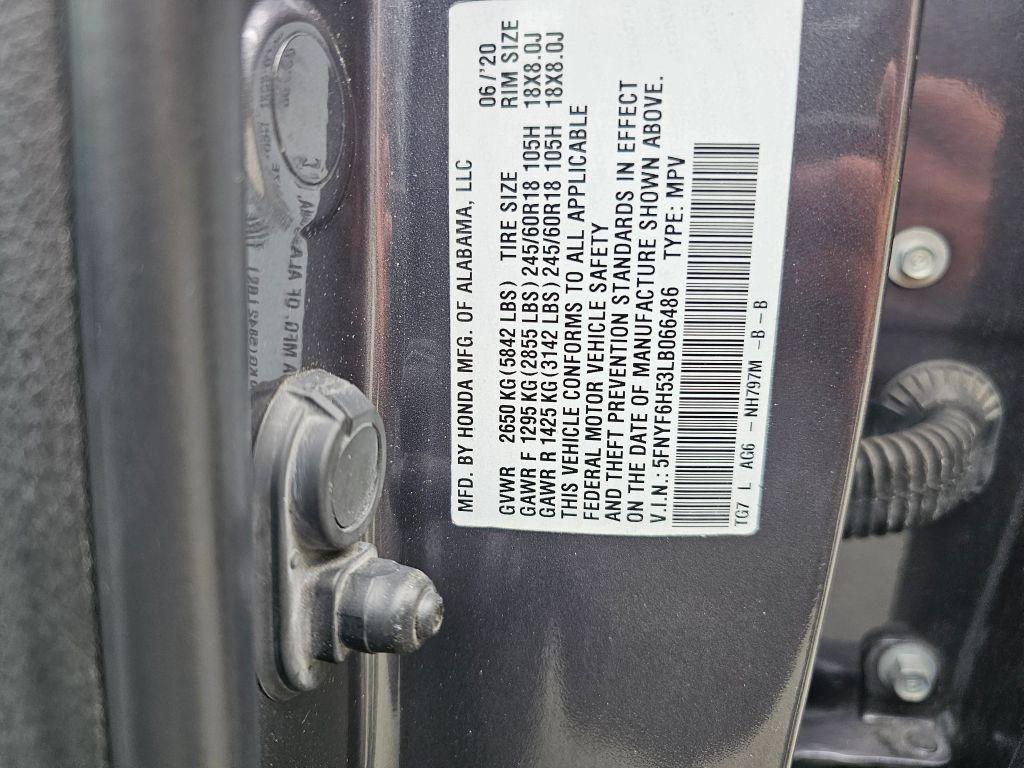 MFD. BY HONDA MFG. OF ALABAMA, LLC 06/'20
GVWR 2650 KG (5842 LBS) TIRE SIZE RIM SIZE
GAWR F 1295 KG (2855 LBS) 245/60R18 105H 18X8.0J
GAWR R 1425 KG (3142 LBS) 245/60R18 105H 18X8.0J
THIS VEHICLE CONFORMS TO ALL APPLICABLE
FEDERAL MOTOR VEHICLE SAFETY
AND THEFT PREVENTION STANDARDS IN EFFECT
ON THE DATE OF MANUFACTURE SHOWN ABOVE.
V.I.N.: 5FNYF6H53LB066486 TYPE: MPV
TG7 L AG6 -NH797M -B-B